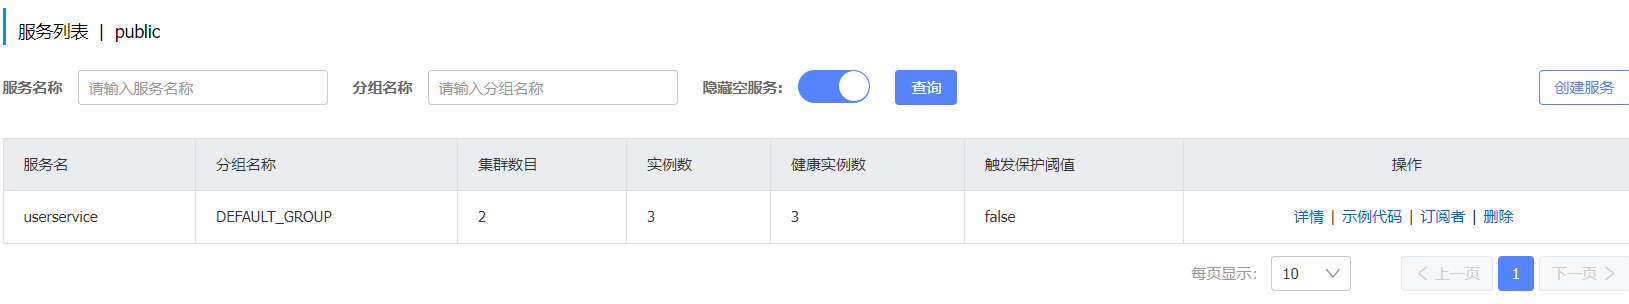 服务列表 | public
服务名称 请输入服务名称 分组名称 请输入分组名称 隐藏空服务: 查询 创建服务
服务名 分组名称 集群数目 实例数 健康实例数 触发保护阈值 操作
userservice DEFAULT_GROUP 2 3 3 false 详情 | 示例代码 | 订阅者 | 删除
每页显示: 10 上一页 1 下一页